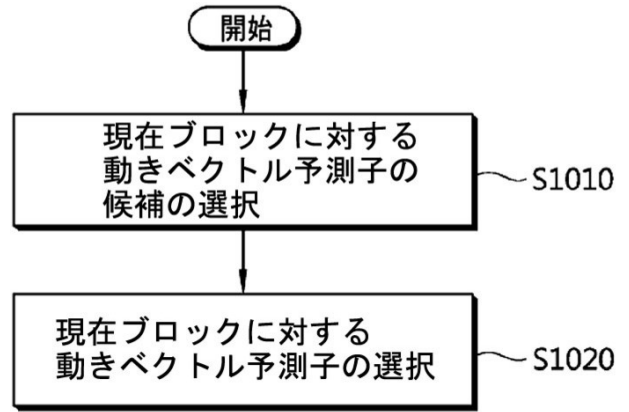 開始
現在ブロックに対する
動きベクトル予測子の
候補の選択
S1010
現在ブロックに対する
動きベクトル予測子の選択
S1020